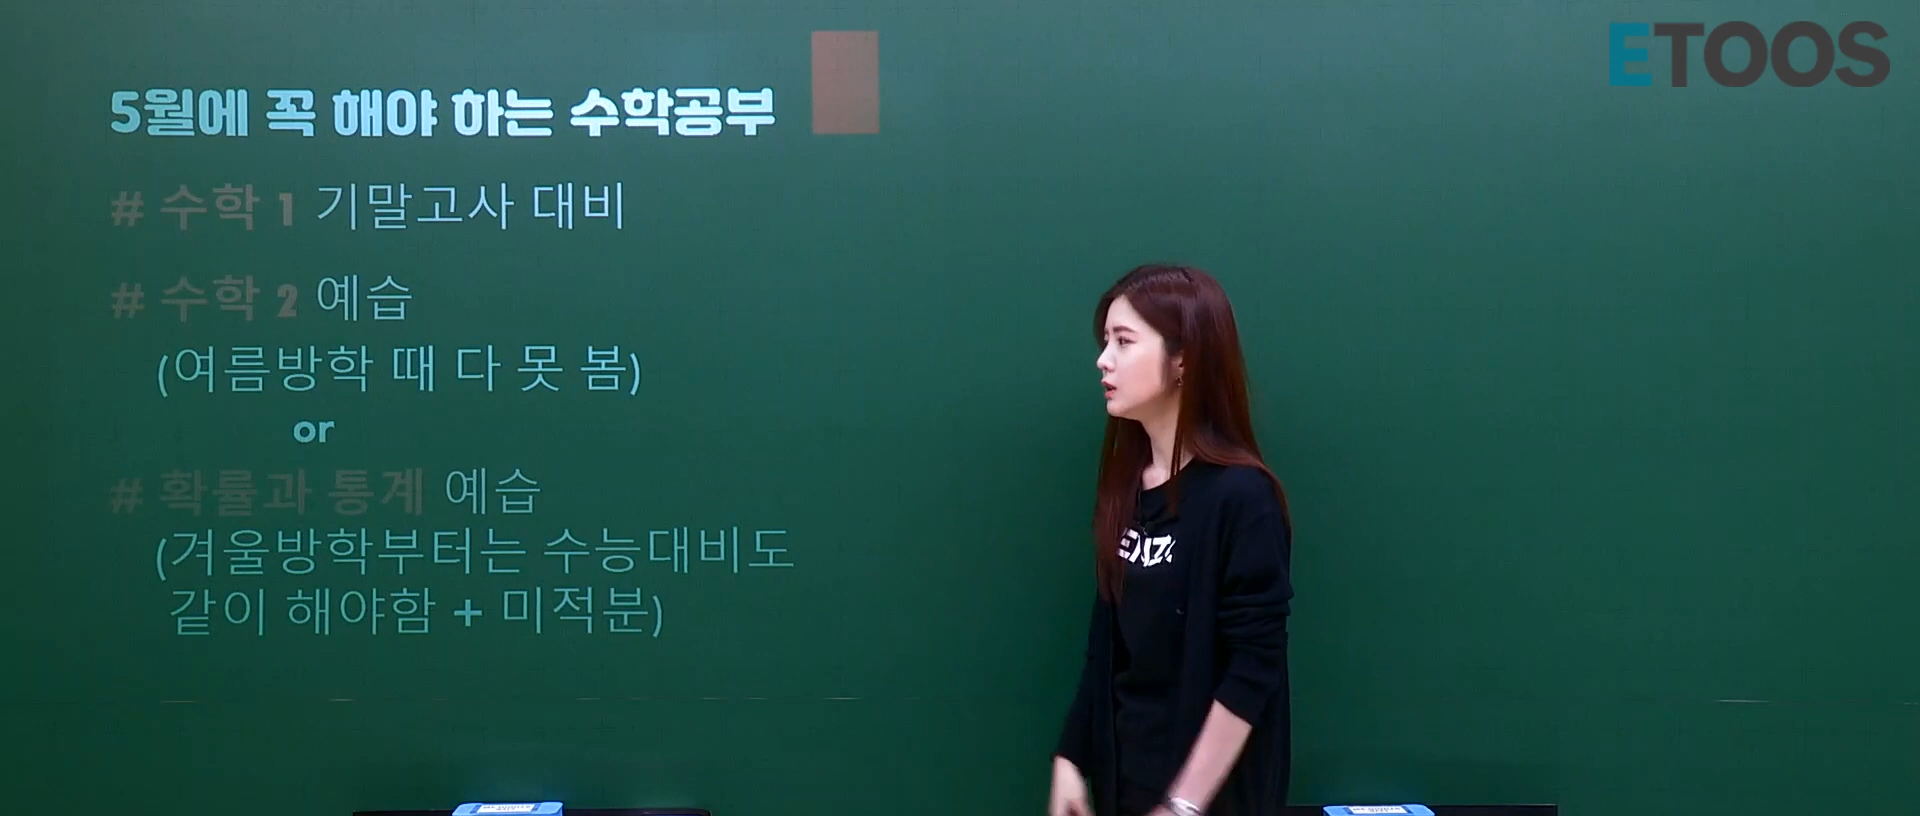 ETOOS
5월에 꼭 해야 하는 수학공부
# 수학 1 기말고사 대비
# 수학 2 예습
(여름방학 때 다 못 봄)
or
# 확률과 통계 예습
(겨울방학부터는 수능대비도
같이 해야함 + 미적분)